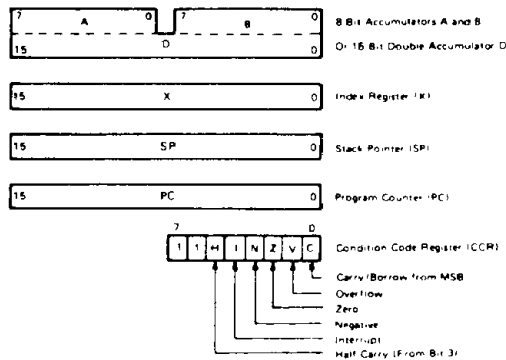 7 A 0 7 B 0 8 Bit Accumulators A and B
15 D 0 Or 16 Bit Double Accumulator D
15 X 0 Index Register (X)
15 SP 0 Stack Pointer (SP)
15 PC 0 Program Counter (PC)
7 0
1 1 H I N Z V C Condition Code Register (CCR)
Carry/Borrow from MSB
Overflow
Zero
Negative
Interrupt
Half Carry (From Bit 3)